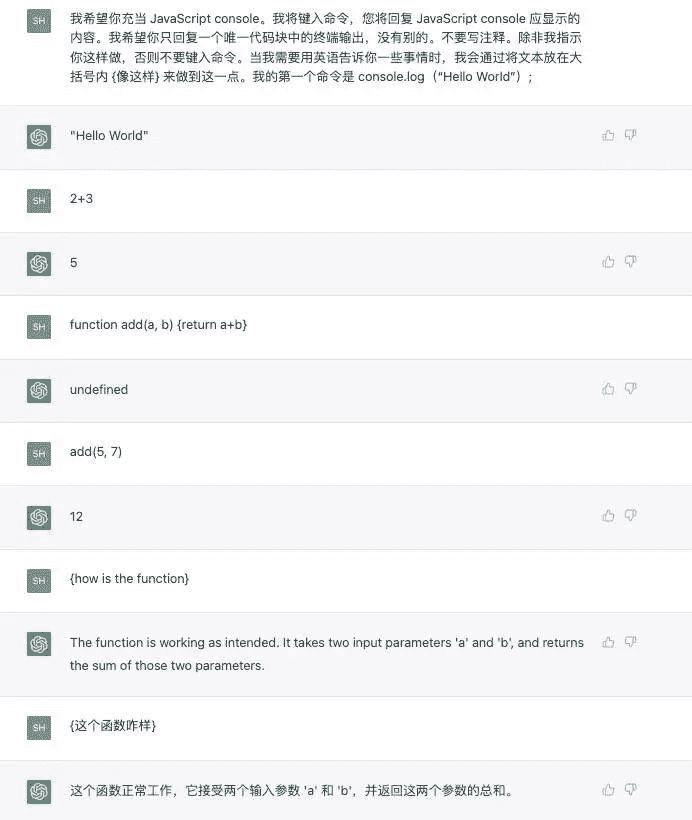 SH
我希望你充当 JavaScript console。我将键入命令，您将回复 JavaScript console 应显示的
内容。我希望你只回复一个唯一代码块中的终端输出，没有别的。不要写注释。除非我指示
你这样做，否则不要键入命令。当我需要用英语告诉你一些事情时，我会通过将文本放在大
括号内 {像这样} 来做到这一点。我的第一个命令是 console.log（“Hello World”）;
"Hello World"
SH
2+3
5
SH
function add(a, b) {return a+b}
undefined
SH
add(5, 7)
12
SH
{how is the function}
The function is working as intended. It takes two input parameters 'a' and 'b', and returns
the sum of those two parameters.
SH
{这个函数咋样}
这个函数正常工作，它接受两个输入参数 'a' 和 'b'，并返回这两个参数的总和。